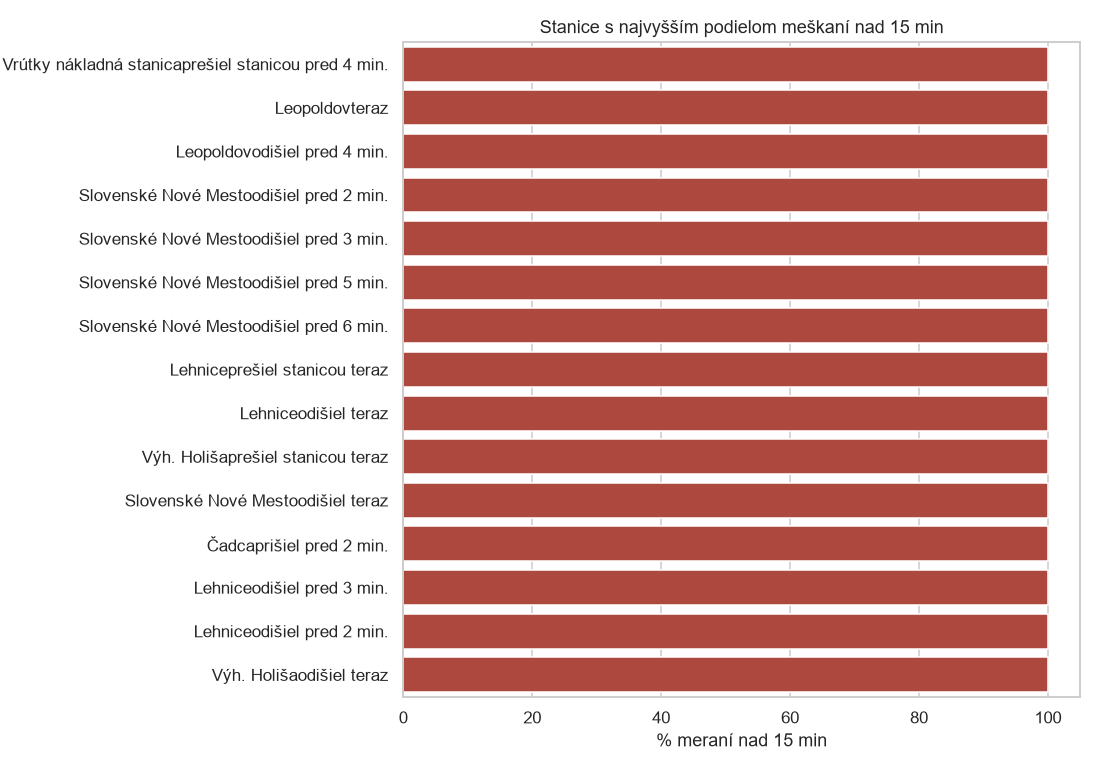 Stanice s najvyšším podielom meškaní nad 15 min
Vrútky nákladná stanicaprešiel stanicou pred 4 min.
Leopoldovteraz
Leopoldovodišiel pred 4 min.
Slovenské Nové Mestoodišiel pred 2 min.
Slovenské Nové Mestoodišiel pred 3 min.
Slovenské Nové Mestoodišiel pred 5 min.
Slovenské Nové Mestoodišiel pred 6 min.
Lehniceprešiel stanicou teraz
Lehniceodišiel teraz
Výh. Holišaprešiel stanicou teraz
Slovenské Nové Mestoodišiel teraz
Čadcaprišiel pred 2 min.
Lehniceodišiel pred 3 min.
Lehniceodišiel pred 2 min.
Výh. Holišaodišiel teraz
0 20 40 60 80 100
% meraní nad 15 min